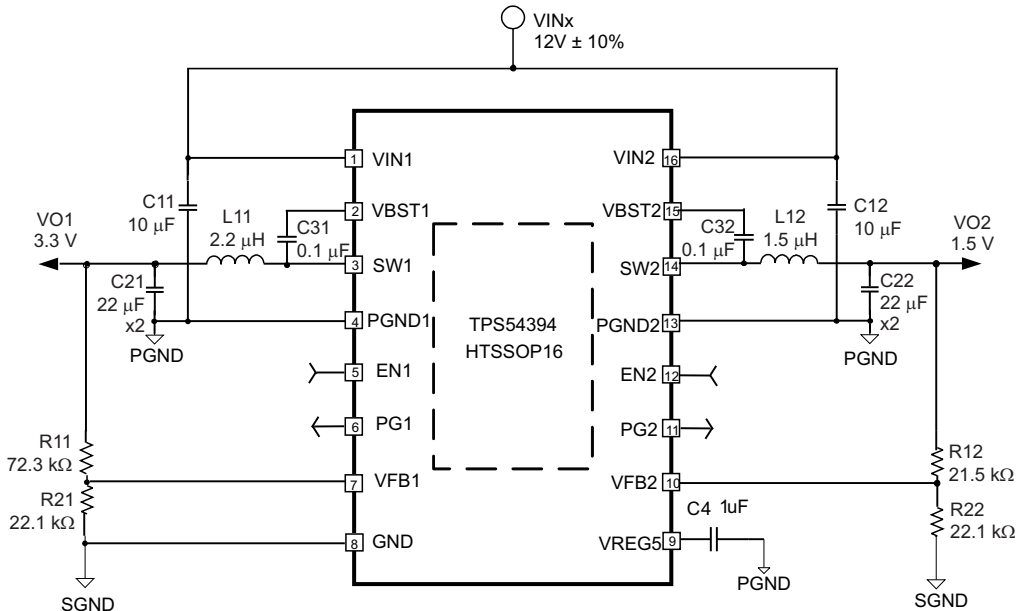 VINx
12V ± 10%
1
VIN1
VIN2
16
C11
10 μF
2
VBST1
VBST2
15
C12
10 μF
VO1
3.3 V
L11
2.2 μH
C31
0.1 μF
C32
0.1 μF
L12
1.5 μH
VO2
1.5 V
3
SW1
SW2
14
C21
22 μF
x2
C22
22 μF
x2
4
PGND1
PGND2
13
PGND
PGND
TPS54394
HTSSOP16
5
EN1
EN2
12
6
PG1
PG2
11
R11
72.3 kΩ
R12
21.5 kΩ
7
VFB1
VFB2
10
R21
22.1 kΩ
R22
22.1 kΩ
C4 1uF
8
GND
VREG5
9
PGND
SGND
SGND